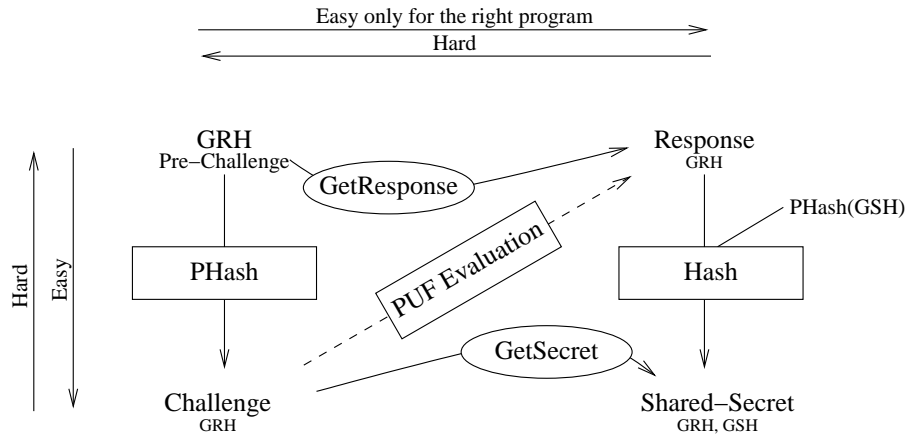 Easy only for the right program
Hard
GRH
Pre−Challenge
GetResponse
Response
GRH
PHash(GSH)
Hard
Easy
PHash
PUF Evaluation
Hash
GetSecret
Challenge
GRH
Shared−Secret
GRH, GSH